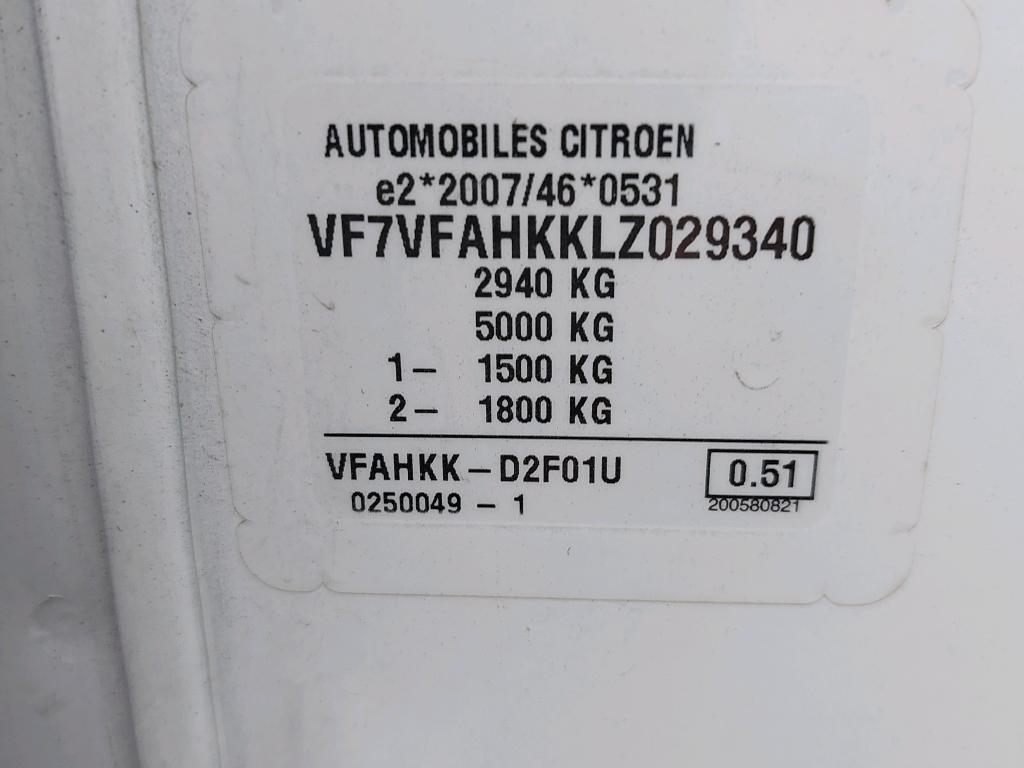 AUTOMOBILES CITROEN
e2*2007/46*0531
VF7VFAHKKLZ029340
2940 KG
5000 KG
1- 1500 KG
2- 1800 KG
VFAHKK-D2F01U 0.51
0250049 - 1 200580821